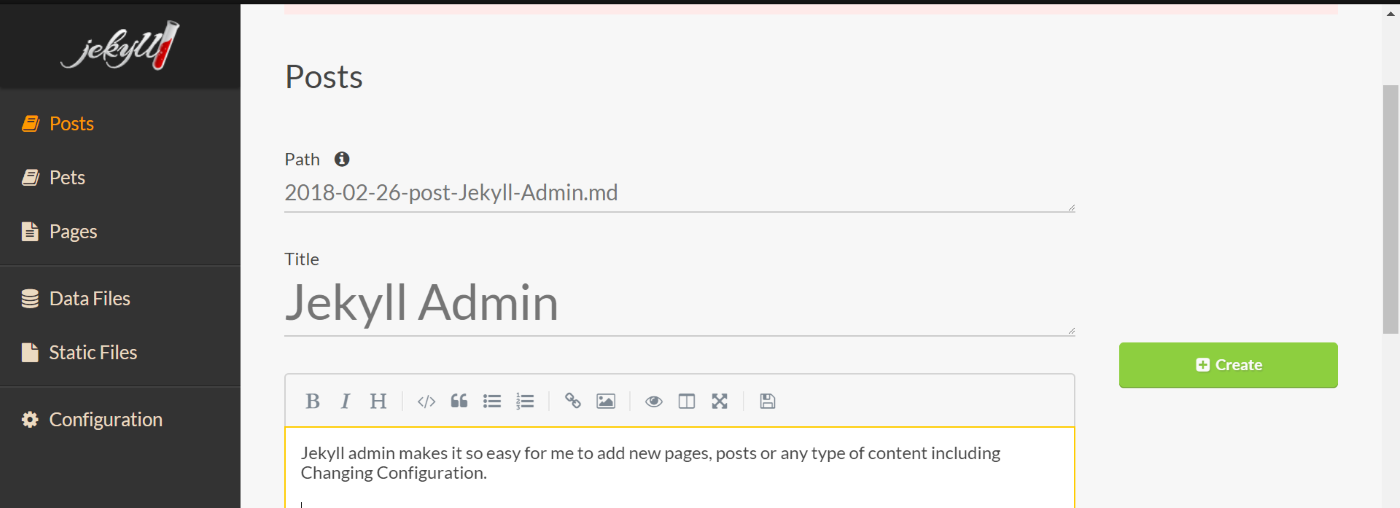 jekyll
Posts
Pets
Pages
Data Files
Static Files
Configuration
Posts
Path
2018-02-26-post-Jekyll-Admin.md
Title
Jekyll Admin
Create
B I H
Jekyll admin makes it so easy for me to add new pages, posts or any type of content including
Changing Configuration.